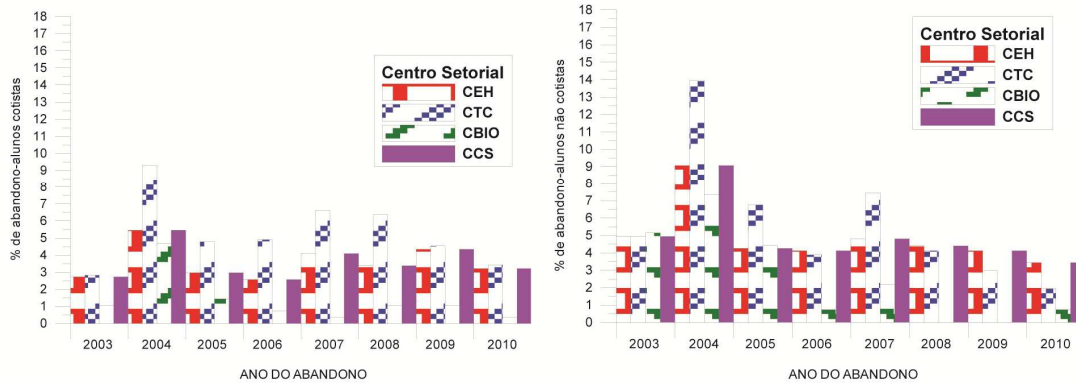 % de abandono-alunos cotistas
18
17
16
15
14
13
12
11
10
9
8
7
6
5
4
3
2
1
0
Centro Setorial
CEH
CTC
CBIO
CCS
2003 2004 2005 2006 2007 2008 2009 2010
ANO DO ABANDONO
% de abandono-alunos não cotistas
18
17
16
15
14
13
12
11
10
9
8
7
6
5
4
3
2
1
0
Centro Setorial
CEH
CTC
CBIO
CCS
2003 2004 2005 2006 2007 2008 2009 2010
ANO DO ABANDONO